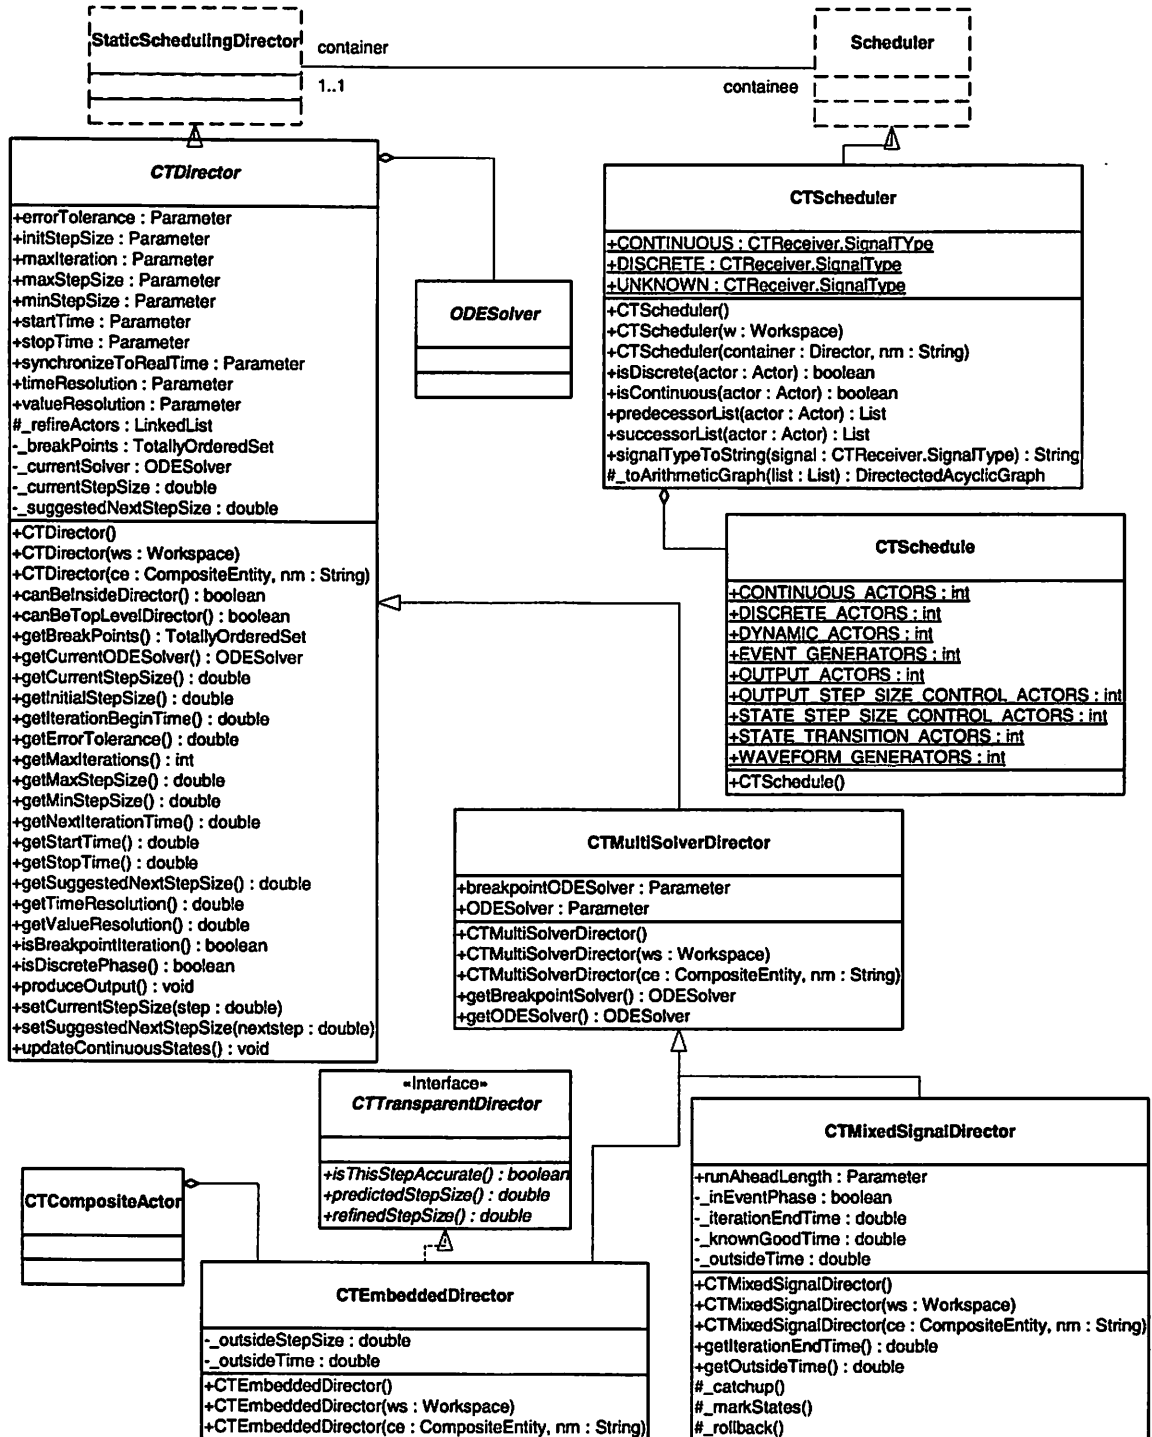 StaticSchedulingDirector
container
1..1
containee
Scheduler
CTDirector
+errorTolerance : Parameter
+initStepSize : Parameter
+maxIteration : Parameter
+maxStepSize : Parameter
+minStepSize : Parameter
+startTime : Parameter
+stopTime : Parameter
+synchronizeToRealTime : Parameter
+timeResolution : Parameter
+valueResolution : Parameter
#_refireActors : LinkedList
-_breakPoints : TotallyOrderedSet
-_currentSolver : ODESolver
-_currentStepSize : double
-_suggestedNextStepSize : double
+CTDirector()
+CTDirector(ws : Workspace)
+CTDirector(ce : CompositeEntity, nm : String)
+canBeInsideDirector() : boolean
+canBeTopLevelDirector() : boolean
+getBreakPoints() : TotallyOrderedSet
+getCurrentODESolver() : ODESolver
+getCurrentStepSize() : double
+getInitialStepSize() : double
+getIterationBeginTime() : double
+getErrorTolerance() : double
+getMaxIterations() : int
+getMaxStepSize() : double
+getMinStepSize() : double
+getNextIterationTime() : double
+getStartTime() : double
+getStopTime() : double
+getSuggestedNextStepSize() : double
+getTimeResolution() : double
+getValueResolution() : double
+isBreakpointIteration() : boolean
+isDiscretePhase() : boolean
+produceOutput() : void
+setCurrentStepSize(step : double)
+setSuggestedNextStepSize(nextstep : double)
+updateContinuousStates() : void
ODESolver
CTScheduler
+CONTINUOUS : CTReceiver.SignalTYpe
+DISCRETE : CTReceiver.SignalType
+UNKNOWN : CTReceiver.SignalType
+CTScheduler()
+CTScheduler(w : Workspace)
+CTScheduler(container : Director, nm : String)
+isDiscrete(actor : Actor) : boolean
+isContinuous(actor : Actor) : boolean
+predecessorList(actor : Actor) : List
+successorList(actor : Actor) : List
+signalTypeToString(signal : CTReceiver.SignalType) : String
#_toArithmeticGraph(list : List) : DirectectedAcyclicGraph
CTSchedule
+CONTINUOUS_ACTORS : int
+DISCRETE_ACTORS : int
+DYNAMIC_ACTORS : int
+EVENT_GENERATORS : int
+OUTPUT_ACTORS : int
+OUTPUT_STEP_SIZE_CONTROL_ACTORS : int
+STATE_STEP_SIZE_CONTROL_ACTORS : int
+STATE_TRANSITION_ACTORS : int
+WAVEFORM_GENERATORS : int
+CTSchedule()
CTMultiSolverDirector
+breakpointODESolver : Parameter
+ODESolver : Parameter
+CTMultiSolverDirector()
+CTMultiSolverDirector(ws : Workspace)
+CTMultiSolverDirector(ce : CompositeEntity, nm : String)
+getBreakpointSolver() : ODESolver
+getODESolver() : ODESolver
«Interface»
CTTransparentDirector
+isThisStepAccurate() : boolean
+predictedStepSize() : double
+refinedStepSize() : double
CTCompositeActor
CTEmbeddedDirector
-_outsideStepSize : double
-_outsideTime : double
+CTEmbeddedDirector()
+CTEmbeddedDirector(ws : Workspace)
+CTEmbeddedDirector(ce : CompositeEntity, nm : String)
CTMixedSignalDirector
+runAheadLength : Parameter
-_inEventPhase : boolean
-_iterationEndTime : double
-_knownGoodTime : double
-_outsideTime : double
+CTMixedSignalDirector()
+CTMixedSignalDirector(ws : Workspace)
+CTMixedSignalDirector(ce : CompositeEntity, nm : String)
+getIterationEndTime() : double
+getOutsideTime() : double
#_catchup()
#_markStates()
#_rollback()